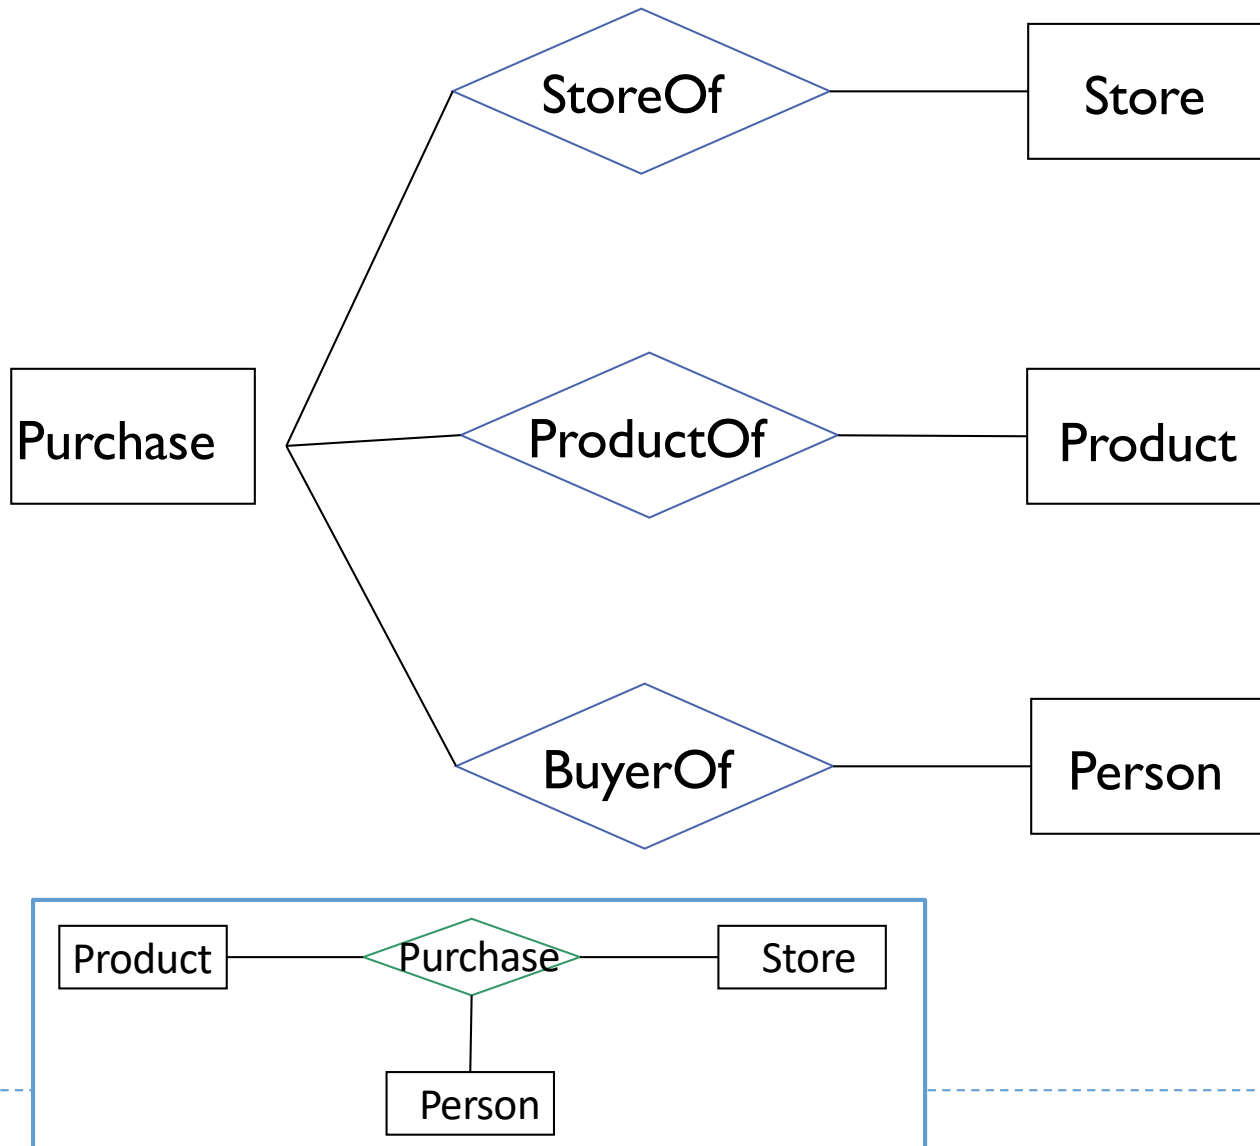 StoreOf
Store
Purchase
ProductOf
Product
BuyerOf
Person
Product
Purchase
Store
Person